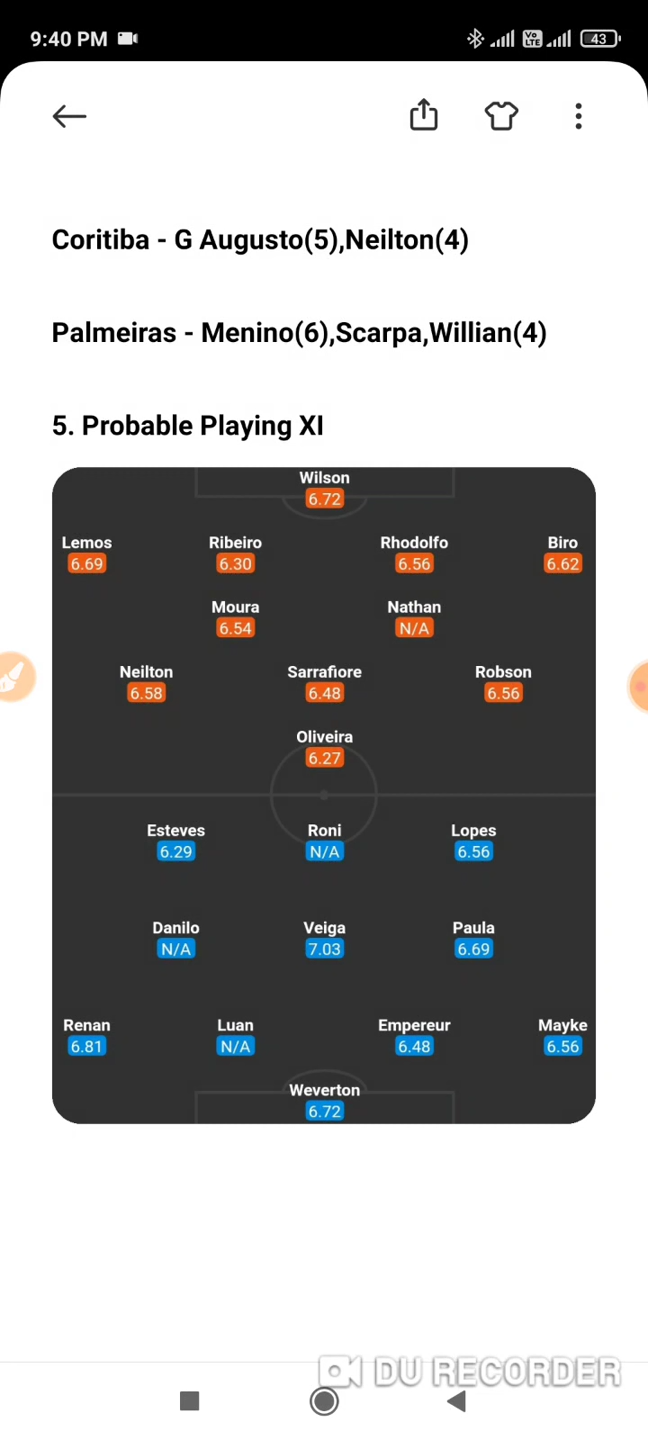 9:40 PM
Vo LTE
43
Coritiba - G Augusto(5),Neilton(4)
Palmeiras - Menino(6),Scarpa,Willian(4)
5. Probable Playing XI
Wilson
6.72
Lemos Ribeiro Rhodolfo Biro
6.69 6.30 6.56 6.62
Moura Nathan
6.54 N/A
Neilton Sarrafiore Robson
6.58 6.48 6.56
Oliveira
6.27
Esteves Roni Lopes
6.29 N/A 6.56
Danilo Veiga Paula
N/A 7.03 6.69
Renan Luan Empereur Mayke
6.81 N/A 6.48 6.56
Weverton
6.72
DU RECORDER